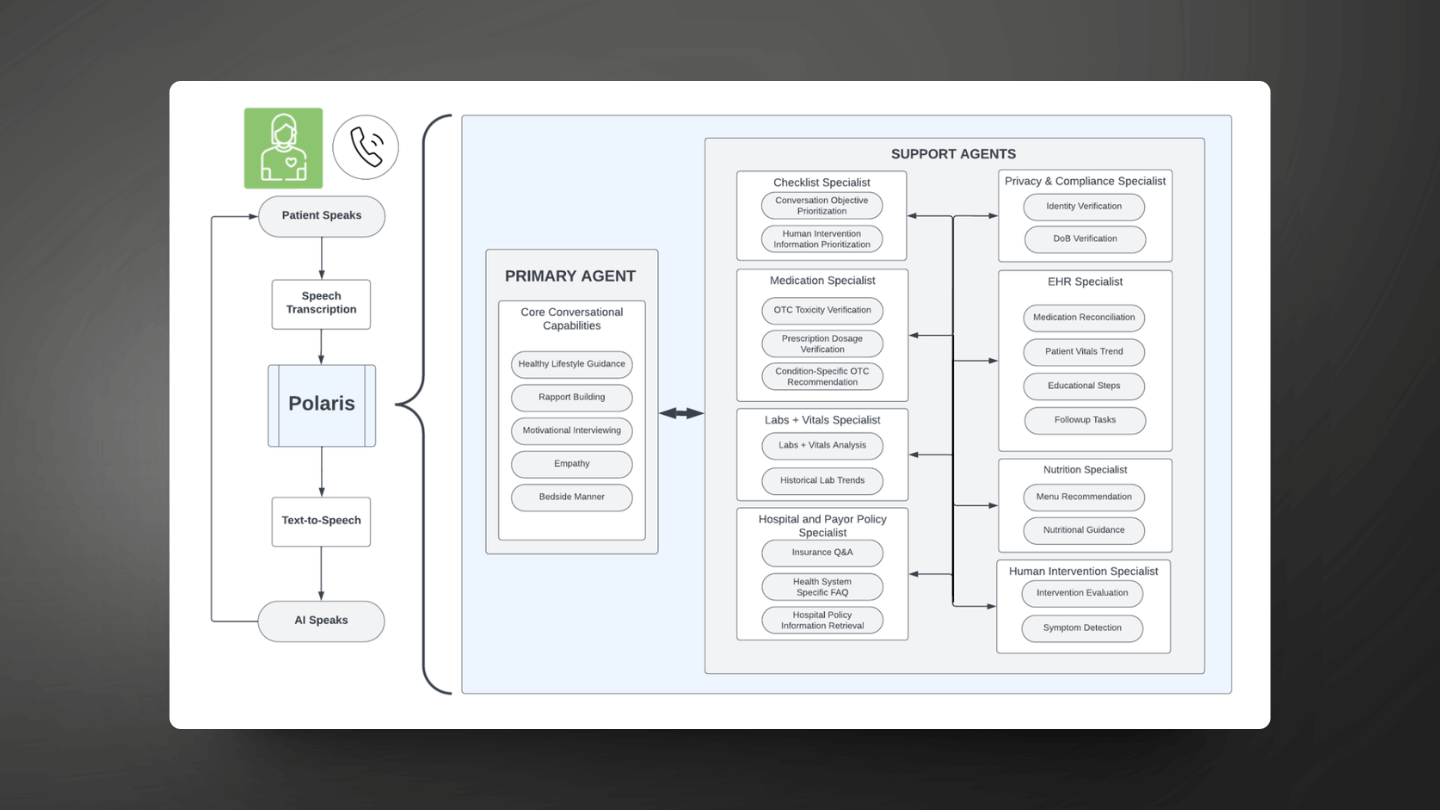 Patient Speaks
Speech
Transcription
Polaris
Text-to-Speech
AI Speaks
PRIMARY AGENT
Core Conversational
Capabilities
Healthy Lifestyle Guidance
Rapport Building
Motivational Interviewing
Empathy
Bedside Manner
SUPPORT AGENTS
Checklist Specialist
Conversation Objective
Prioritization
Human Intervention
Information Prioritization
Medication Specialist
OTC Toxicity Verification
Prescription Dosage
Verification
Condition-Specific OTC
Recommendation
Labs + Vitals Specialist
Labs + Vitals Analysis
Historical Lab Trends
Hospital and Payor Policy
Specialist
Insurance Q&A
Health System
Specific FAQ
Hospital Policy
Information Retrieval
Privacy & Compliance Specialist
Identity Verification
DoB Verification
EHR Specialist
Medication Reconciliation
Patient Vitals Trend
Educational Steps
Followup Tasks
Nutrition Specialist
Menu Recommendation
Nutritional Guidance
Human Intervention Specialist
Intervention Evaluation
Symptom Detection